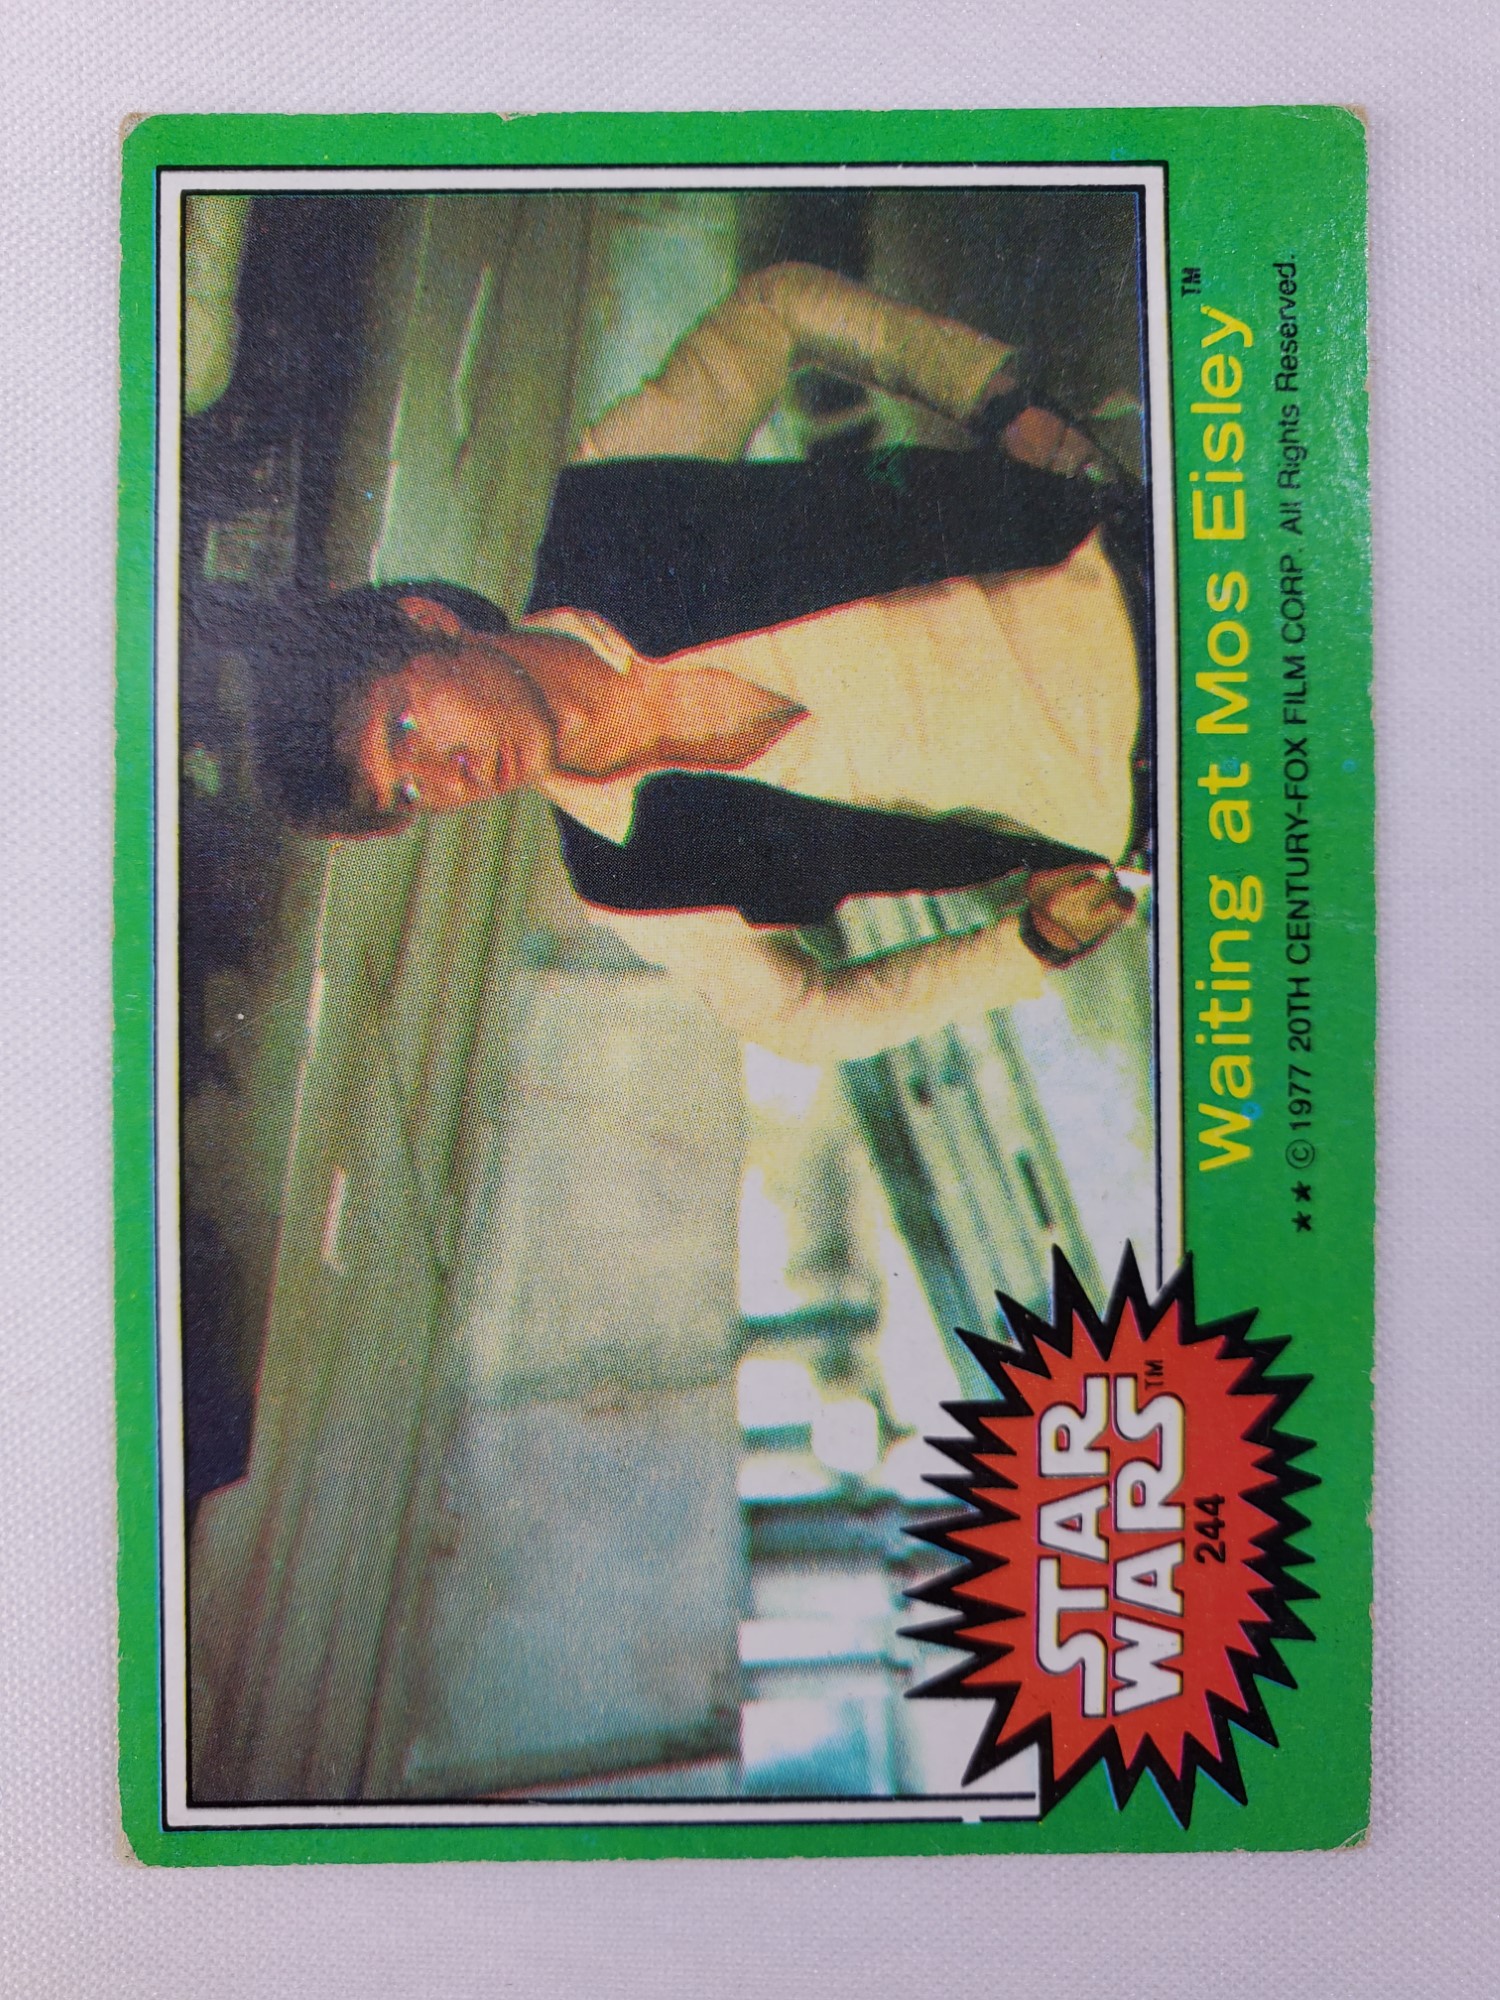 Waiting at Mos Eisley™
★★ © 1977 20TH CENTURY-FOX FILM CORP. All Rights Reserved.
STAR
WARS™
244